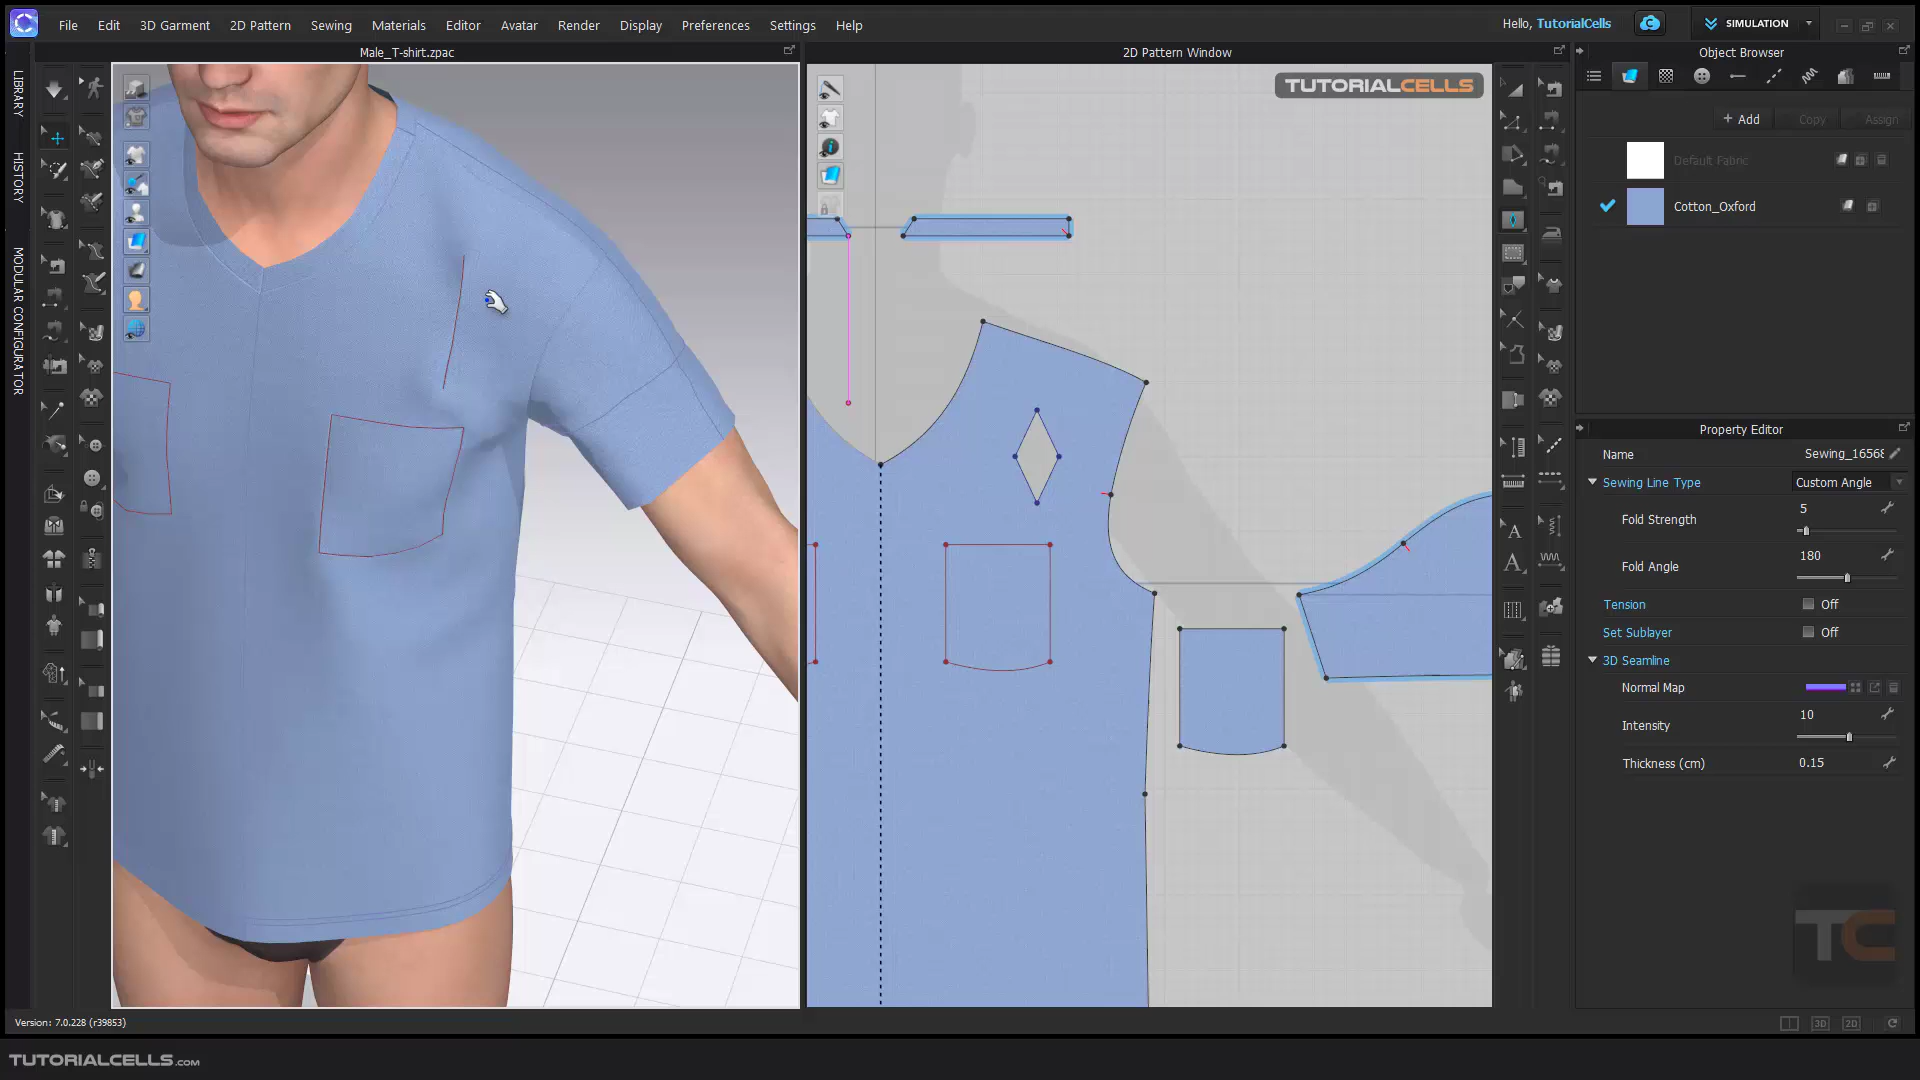 File Edit 3D Garment 2D Pattern Sewing Materials Editor Avatar Render Display Preferences Settings Help
Hello, TutorialCells
SIMULATION
Male_T-shirt.zpac
2D Pattern Window
Object Browser
LIBRARY
HISTORY
MODULAR CONFIGURATOR
TUTORIALCELLS
+ Add Copy Assign
Default Fabric
Cotton_Oxford
Property Editor
Name Sewing_1656
Sewing Line Type Custom Angle
Fold Strength 5
Fold Angle 180
Tension Off
Set Sublayer Off
3D Seamline
Normal Map
Intensity 10
Thickness (cm) 0.15
A
A
TC
Version: 7.0.228 (r39853)
3D 2D
TUTORIALCELLS.com